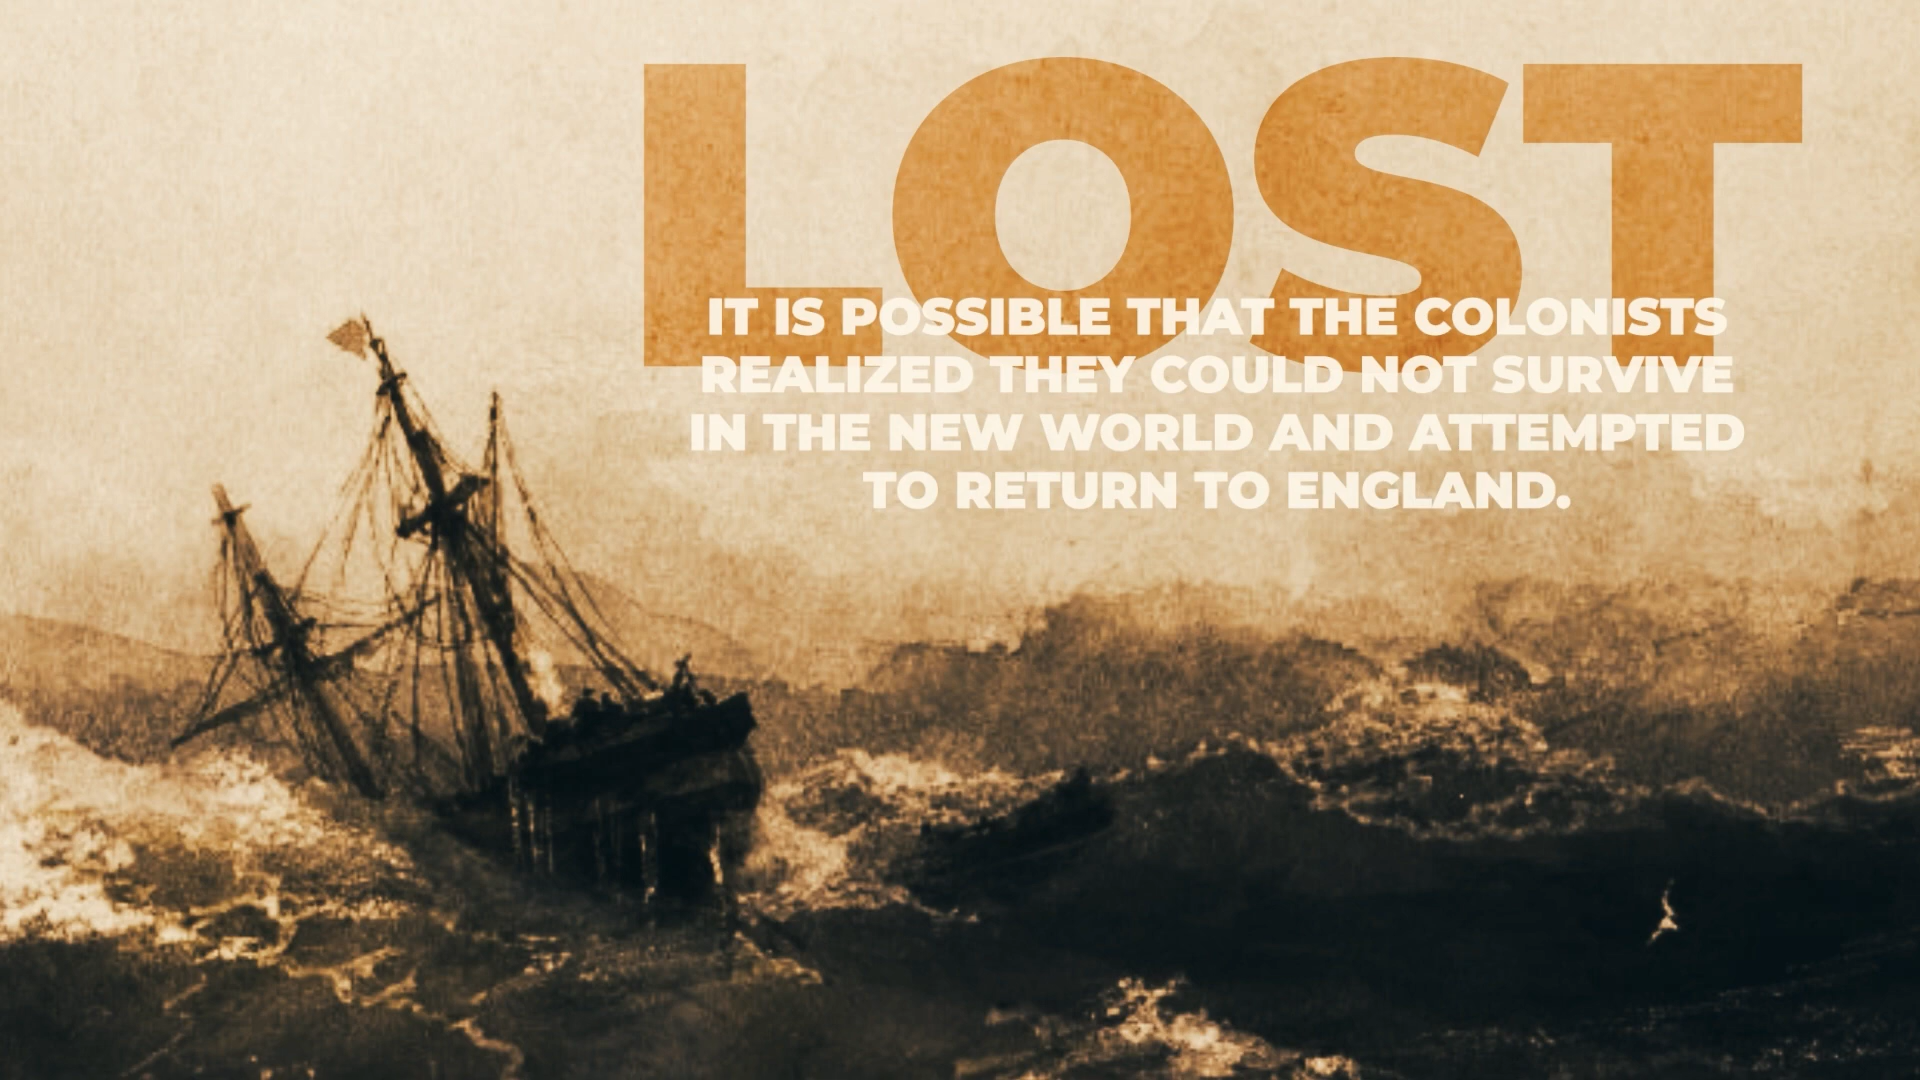 LOST
IT IS POSSIBLE THAT THE COLONISTS
REALIZED THEY COULD NOT SURVIVE
IN THE NEW WORLD AND ATTEMPTED
TO RETURN TO ENGLAND.